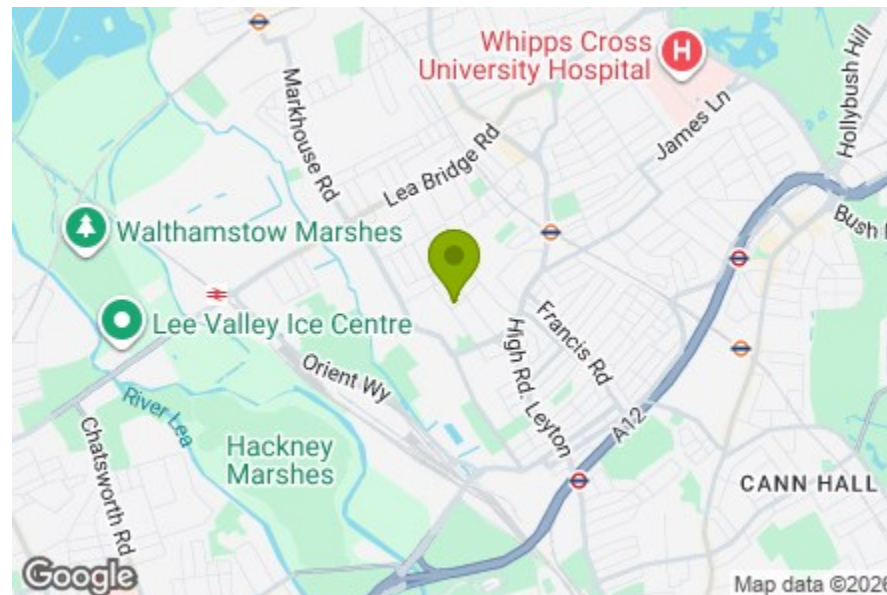 Whipps Cross
University Hospital
H
Hollybush Hill
James Ln
Markhouse Rd
Lea Bridge Rd
Bush
Walthamstow Marshes
Lee Valley Ice Centre
Francis Rd
High Rd. Leyton
Orient Wy
A12
River Lea
Hackney
Marshes
Chatsworth Rd
CANN HALL
Google
Map data ©2026